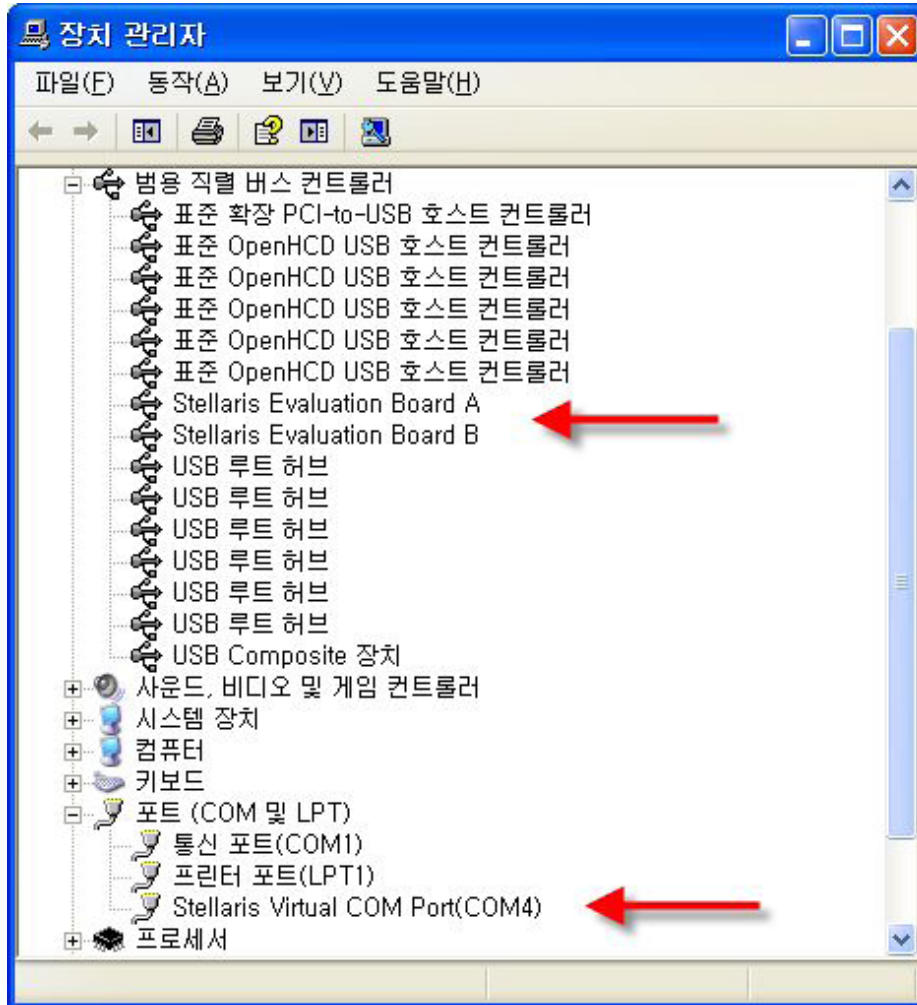 장치 관리자
파일(F) 동작(A) 보기(V) 도움말(H)
범용 직렬 버스 컨트롤러
표준 확장 PCI-to-USB 호스트 컨트롤러
표준 OpenHCD USB 호스트 컨트롤러
표준 OpenHCD USB 호스트 컨트롤러
표준 OpenHCD USB 호스트 컨트롤러
표준 OpenHCD USB 호스트 컨트롤러
표준 OpenHCD USB 호스트 컨트롤러
Stellaris Evaluation Board A
Stellaris Evaluation Board B
USB 루트 허브
USB 루트 허브
USB 루트 허브
USB 루트 허브
USB 루트 허브
USB 루트 허브
USB Composite 장치
사운드, 비디오 및 게임 컨트롤러
시스템 장치
컴퓨터
키보드
포트 (COM 및 LPT)
통신 포트(COM1)
프린터 포트(LPT1)
Stellaris Virtual COM Port(COM4)
프로세서